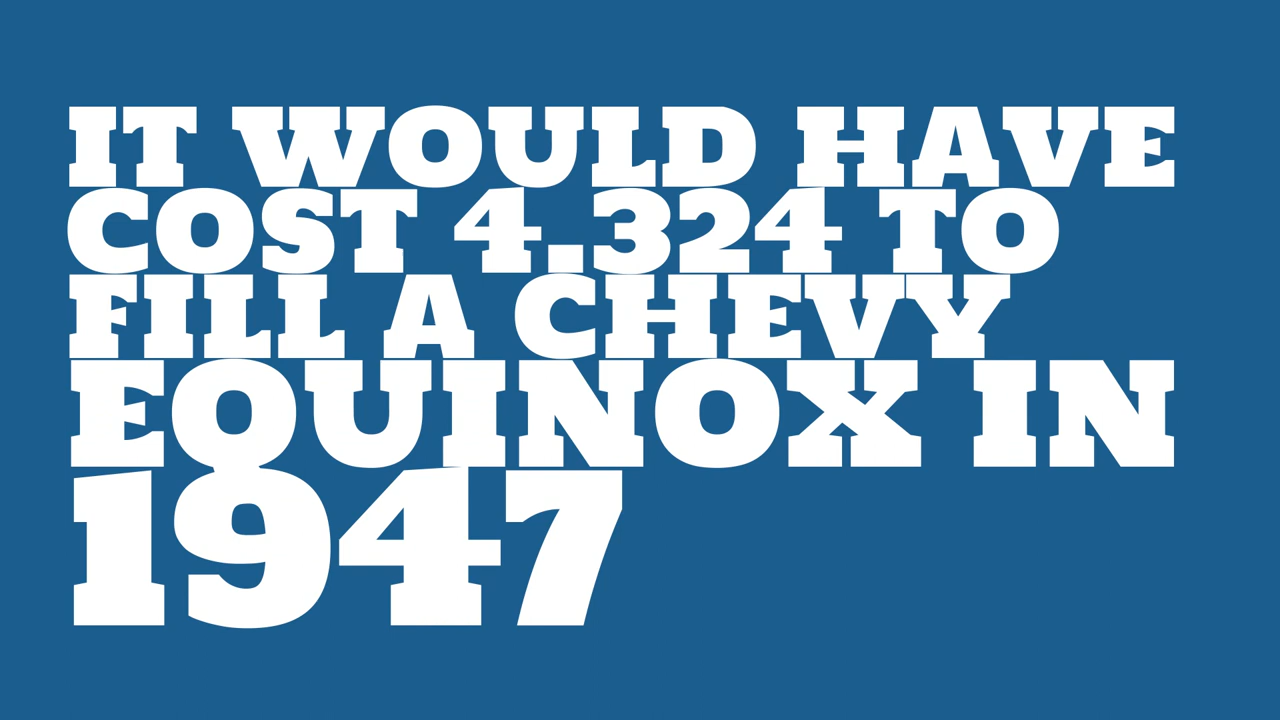 IT WOULD HAVE
COST 4.324 TO
FILL A CHEVY
EQUINOX IN
1947